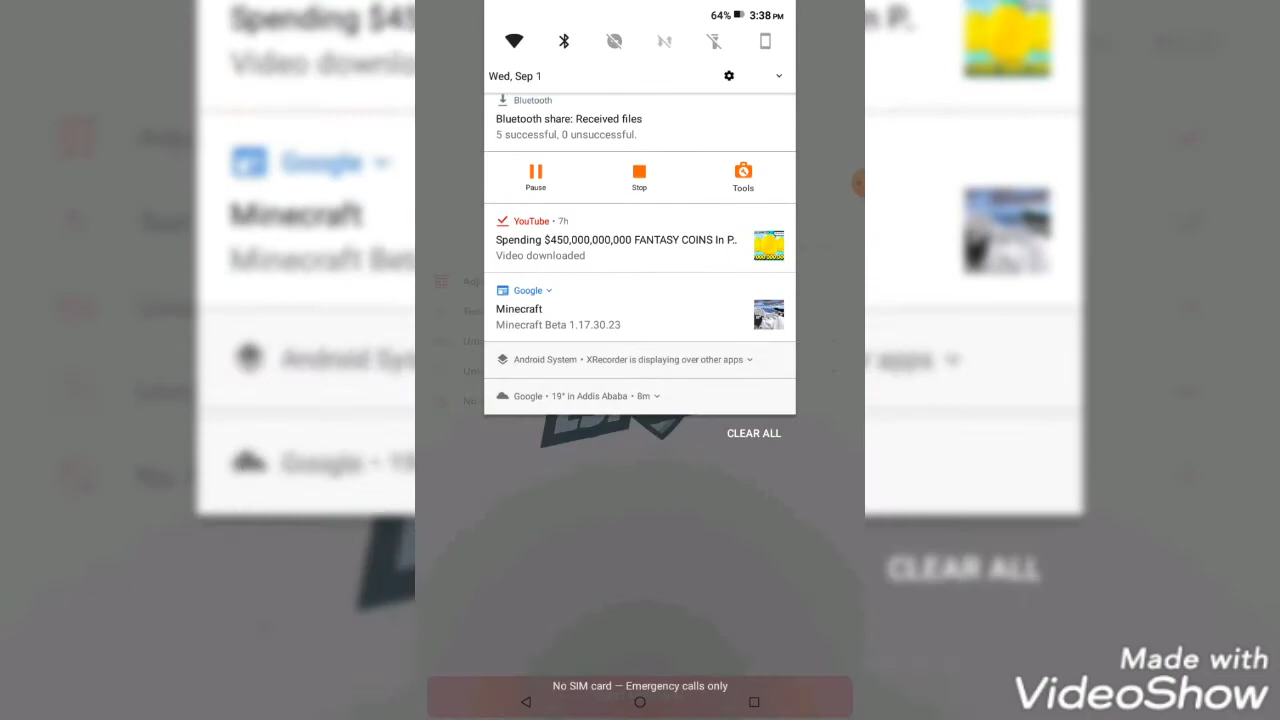 64% 3:38 PM
Wed, Sep 1
Bluetooth
Bluetooth share: Received files
5 successful, 0 unsuccessful.
Pause Stop Tools
YouTube • 7h
Spending $450,000,000,000 FANTASY COINS In P..
Video downloaded
Google
Minecraft
Minecraft Beta 1.17.30.23
Android System • XRecorder is displaying over other apps
Google • 19° in Addis Ababa • 8m
CLEAR ALL
No SIM card — Emergency calls only
Made with
VideoShow